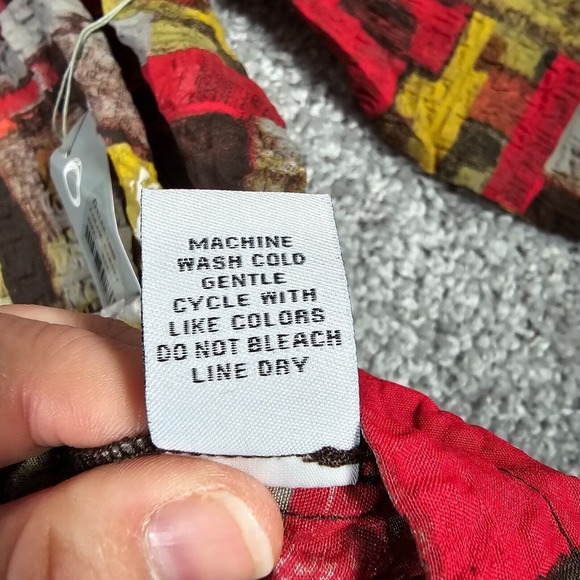 MACHINE
WASH COLD
GENTLE
CYCLE WITH
LIKE COLORS
DO NOT BLEACH
LINE DRY